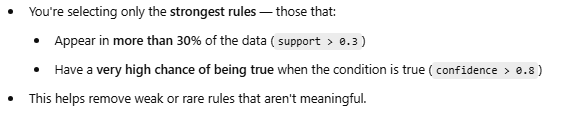 • You're selecting only the strongest rules — those that:
• Appear in more than 30% of the data ( support > 0.3 )
• Have a very high chance of being true when the condition is true ( confidence > 0.8 )
• This helps remove weak or rare rules that aren't meaningful.